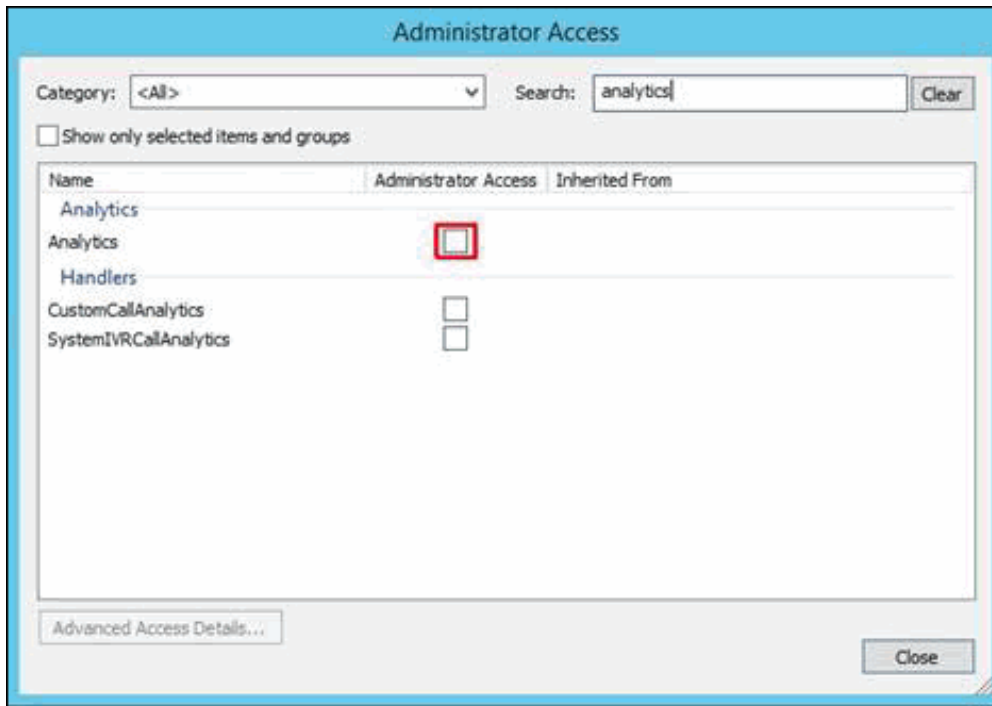 Administrator Access
Category: <All> Search: analytics Clear
Show only selected items and groups
Name Administrator Access Inherited From
Analytics
Analytics
Handlers
CustomCallAnalytics
SystemIVRCallAnalytics
Advanced Access Details...
Close